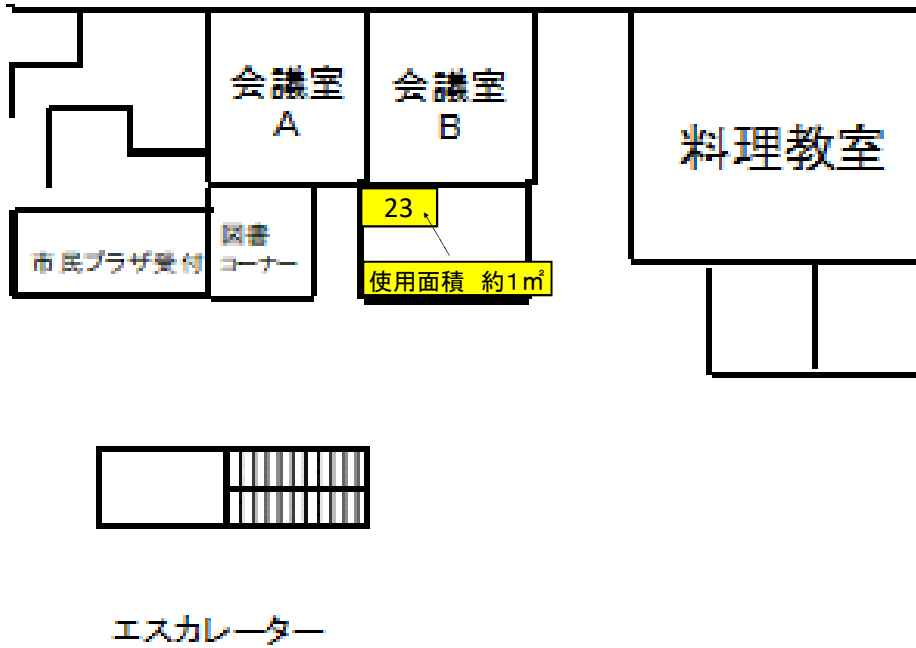 会議室
A
会議室
B
料理教室
23
市民プラザ受付
図書
コーナー
使用面積 約1㎡
エスカレーター